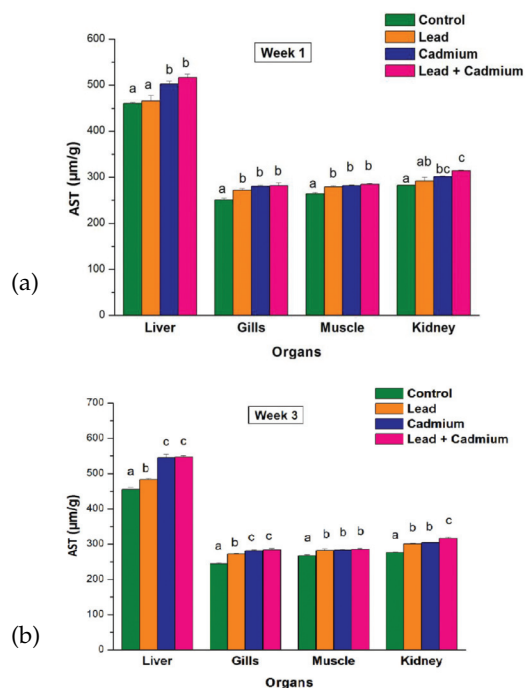 Control
Lead
Cadmium
Lead + Cadmium
Week 1
600
500
400
300
200
100
0
AST (µm/g)
a a b b
a b b b
a b b b
a ab bc c
Liver Gills Muscle Kidney
Organs
(a)
Control
Lead
Cadmium
Lead + Cadmium
Week 3
700
600
500
400
300
200
100
0
AST (µm/g)
a b c c
a b c c
a b b b
a b b c
Liver Gills Muscle Kidney
Organs
(b)